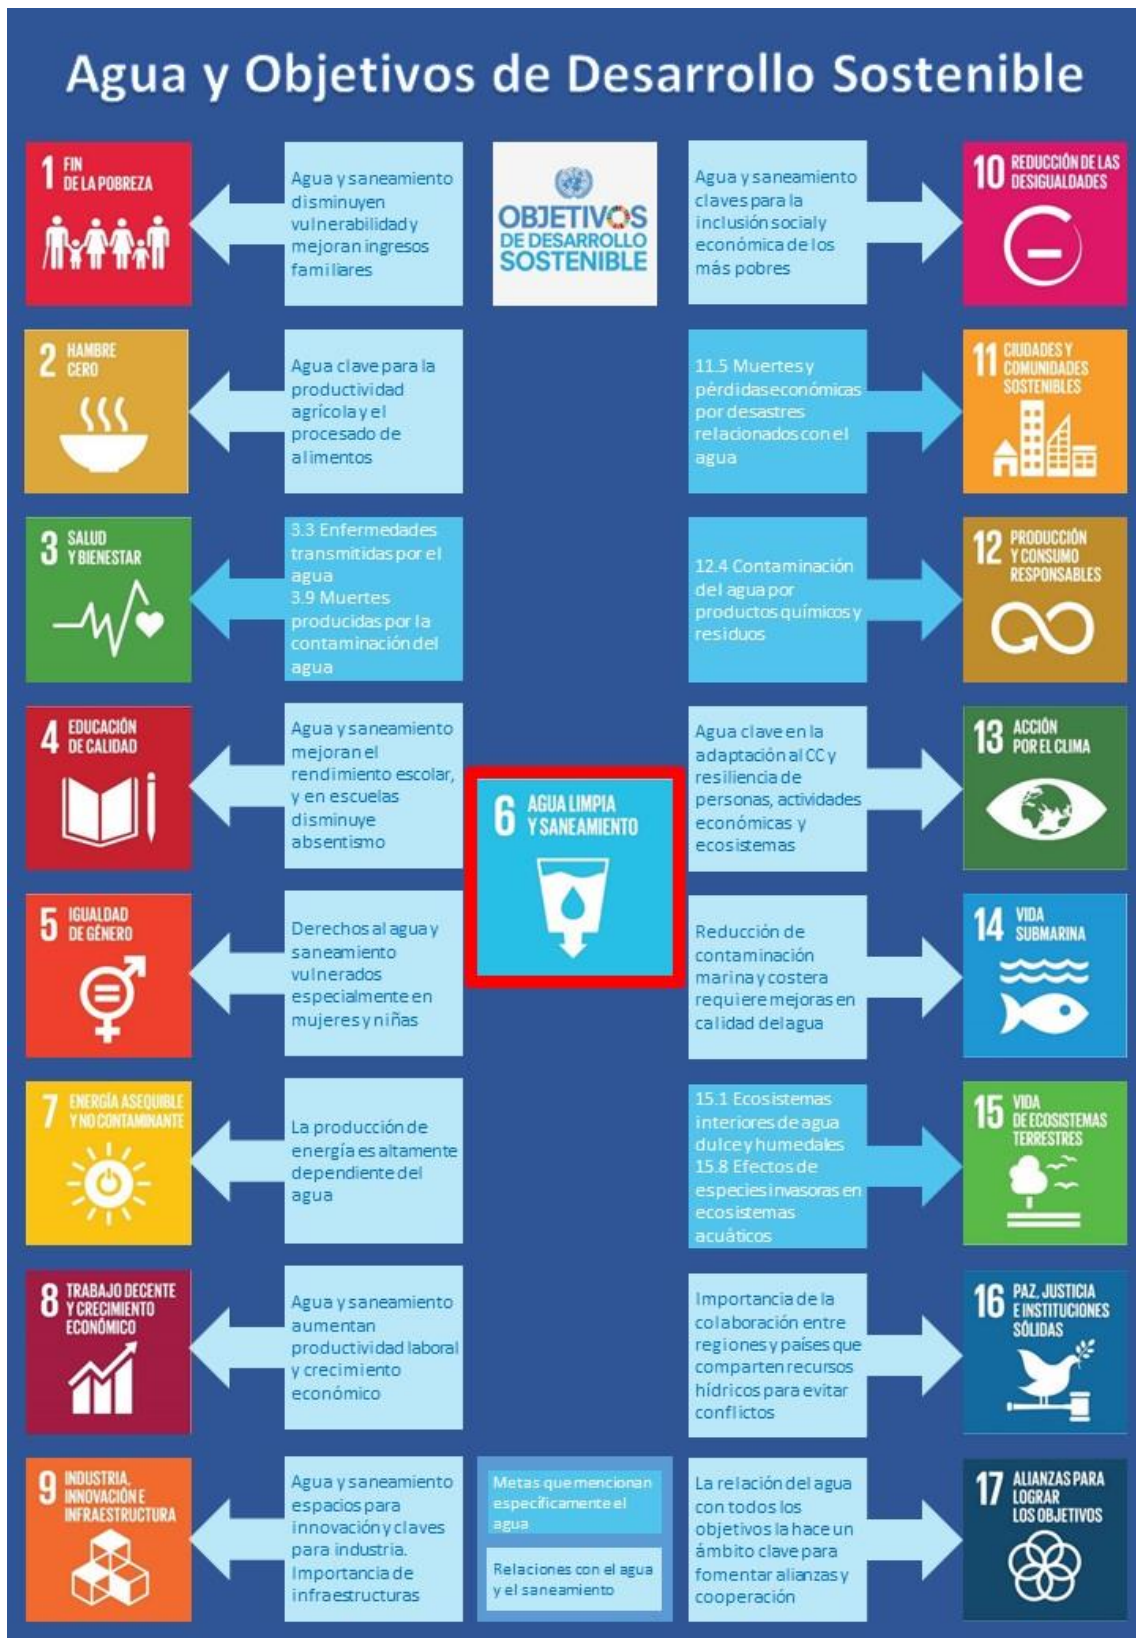 Agua y Objetivos de Desarrollo Sostenible
1 FIN
DE LA POBREZA
Agua y saneamiento
disminuyen
vulnerabilidad y
mejoran ingresos
familiares
OBJETIVOS
DE DESARROLLO
SOSTENIBLE
Agua y saneamiento
claves para la
inclusión social y
económica de los
más pobres
10 REDUCCIÓN DE LAS
DESIGUALDADES
2 HAMBRE
CERO
Agua clave para la
productividad
agrícola y el
procesado de
alimentos
11.5 Muertes y
pérdidas económicas
por desastres
relacionados con el
agua
11 CIUDADES Y
COMUNIDADES
SOSTENIBLES
3 SALUD
Y BIENESTAR
3.3 Enfermedades
transmitidas por el
agua
3.9 Muertes
producidas por la
contaminación del
agua
12.4 Contaminación
del agua por
productos químicos y
residuos
12 PRODUCCIÓN
Y CONSUMO
RESPONSABLES
4 EDUCACIÓN
DE CALIDAD
Agua y saneamiento
mejoran el
rendimiento escolar,
y en escuelas
disminuye
absentismo
6 AGUA LIMPIA
Y SANEAMIENTO
Agua clave en la
adaptación al CC y
resiliencia de
personas, actividades
económicas y
ecosistemas
13 ACCIÓN
POR EL CLIMA
5 IGUALDAD
DE GÉNERO
Derechos al agua y
saneamiento
vulnerados
especialmente en
mujeres y niñas
Reducción de
contaminación
marina y costera
requiere mejoras en
calidad del agua
14 VIDA
SUBMARINA
7 ENERGÍA ASEQUIBLE
Y NO CONTAMINANTE
La producción de
energía es altamente
dependiente del
agua
15.1 Ecosistemas
interiores de agua
dulce y humedales
15.8 Efectos de
especies invasoras en
ecosistemas
acuáticos
15 VIDA
DE ECOSISTEMAS
TERRESTRES
8 TRABAJO DECENTE
Y CRECIMIENTO
ECONÓMICO
Agua y saneamiento
aumentan
productividad laboral
y crecimiento
económico
Importancia de la
colaboración entre
regiones y países que
comparten recursos
hídricos para evitar
conflictos
16 PAZ, JUSTICIA
E INSTITUCIONES
SÓLIDAS
9 INDUSTRIA,
INNOVACIÓN E
INFRAESTRUCTURA
Agua y saneamiento
espacios para
innovación y claves
para industria.
Importancia de
infraestructuras
Metas que mencionan
específicamente el
agua
Relaciones con el agua
y el saneamiento
La relación del agua
con todos los
objetivos la hace un
ámbito clave para
fomentar alianzas y
cooperación
17 ALIANZAS PARA
LOGRAR
LOS OBJETIVOS